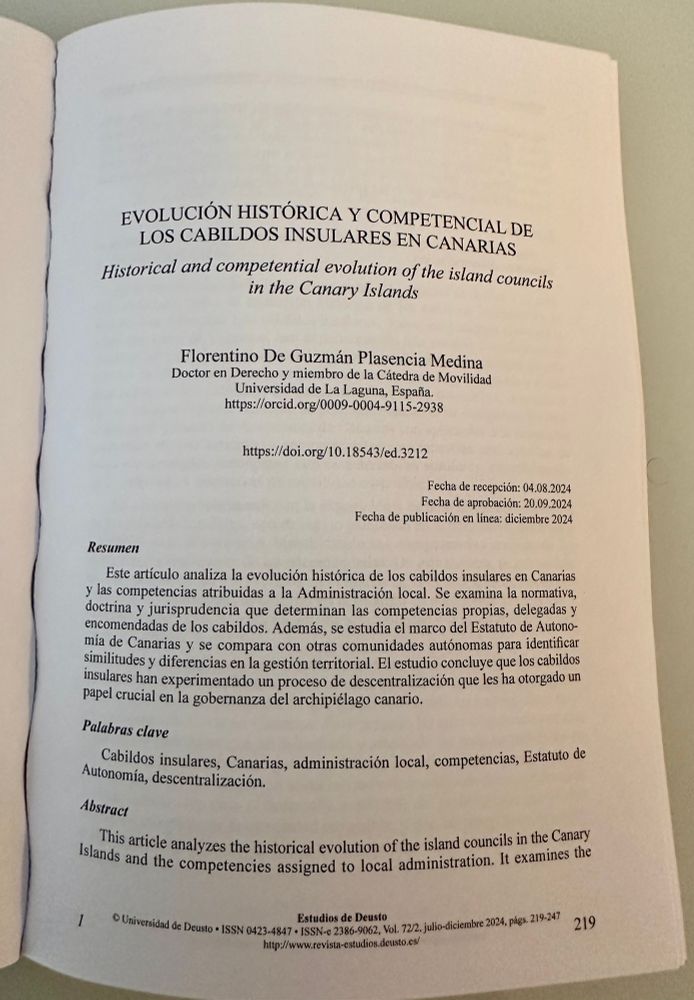 EVOLUCIÓN HISTÓRICA Y COMPETENCIAL DE
LOS CABILDOS INSULARES EN CANARIAS
Historical and competential evolution of the island councils
in the Canary Islands
Florentino De Guzmán Plasencia Medina
Doctor en Derecho y miembro de la Cátedra de Movilidad
Universidad de La Laguna, España.
https://orcid.org/0009-0004-9115-2938
https://doi.org/10.18543/ed.3212
Fecha de recepción: 04.08.2024
Fecha de aprobación: 20.09.2024
Fecha de publicación en línea: diciembre 2024
Resumen
Este artículo analiza la evolución histórica de los cabildos insulares en Canarias
y las competencias atribuidas a la Administración local. Se examina la normativa,
doctrina y jurisprudencia que determinan las competencias propias, delegadas y
encomendadas de los cabildos. Además, se estudia el marco del Estatuto de Autono-
mía de Canarias y se compara con otras comunidades autónomas para identificar
similitudes y diferencias en la gestión territorial. El estudio concluye que los cabildos
insulares han experimentado un proceso de descentralización que les ha otorgado un
papel crucial en la gobernanza del archipiélago canario.
Palabras clave
Cabildos insulares, Canarias, administración local, competencias, Estatuto de
Autonomía, descentralización.
Abstract
This article analyzes the historical evolution of the island councils in the Canary
Islands and the competencies assigned to local administration. It examines the
Estudios de Deusto
1 © Universidad de Deusto • ISSN 0423-4847 • ISSN-e 2386-9062, Vol. 72/2, julio-diciembre 2024, págs. 219-247 219
http://www.revista-estudios.deusto.es/